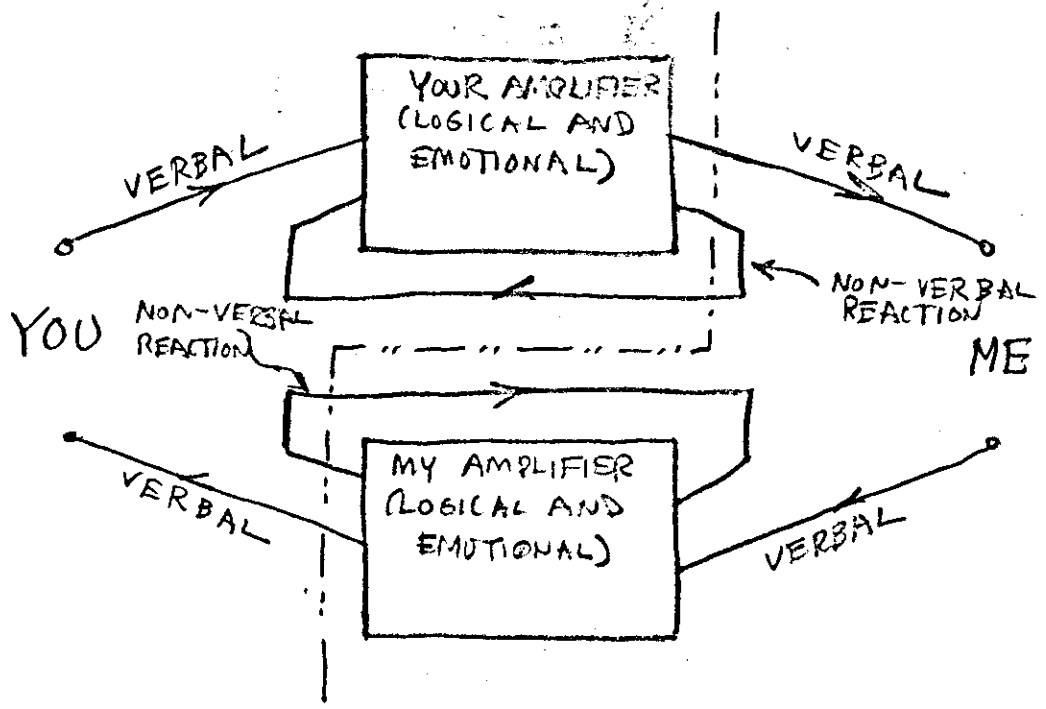 YOUR AMPLIFIER
(LOGICAL AND
EMOTIONAL)
VERBAL
VERBAL
NON-VERBAL
REACTION
YOU
NON-VERBAL
REACTION
ME
MY AMPLIFIER
(LOGICAL AND
EMOTIONAL)
VERBAL
VERBAL